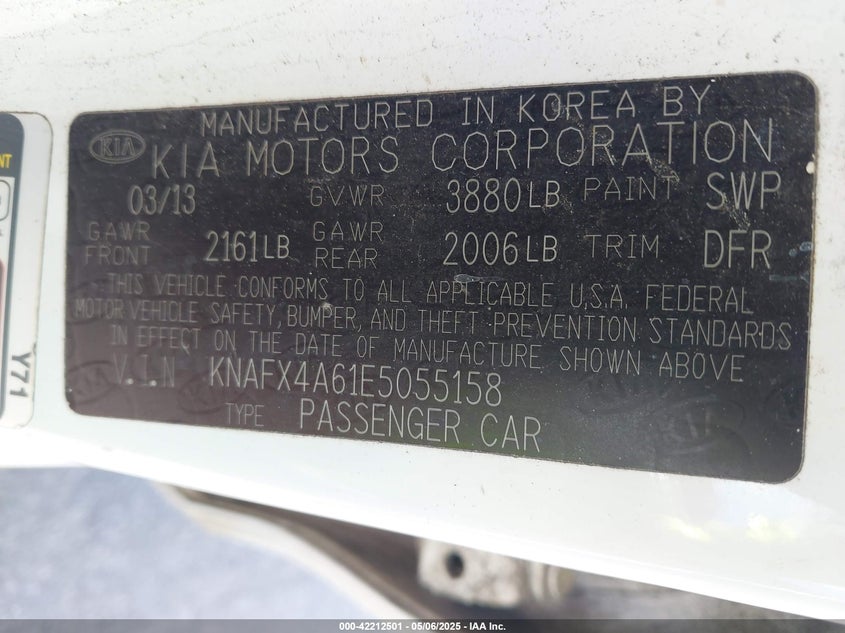 MANUFACTURED IN KOREA BY
KIA KIA MOTORS CORPORATION
03/13 GVWR 3880LB PAINT SWP
GAWR FRONT 2161LB GAWR REAR 2006LB TRIM DFR
THIS VEHICLE CONFORMS TO ALL APPLICABLE U.S.A. FEDERAL
MOTOR VEHICLE SAFETY, BUMPER, AND THEFT PREVENTION STANDARDS
IN EFFECT ON THE DATE OF MANUFACTURE SHOWN ABOVE
V.I.N KNAFX4A61E5055158
TYPE PASSENGER CAR
Y71
000-42212501 - 05/06/2025 - IAA Inc.